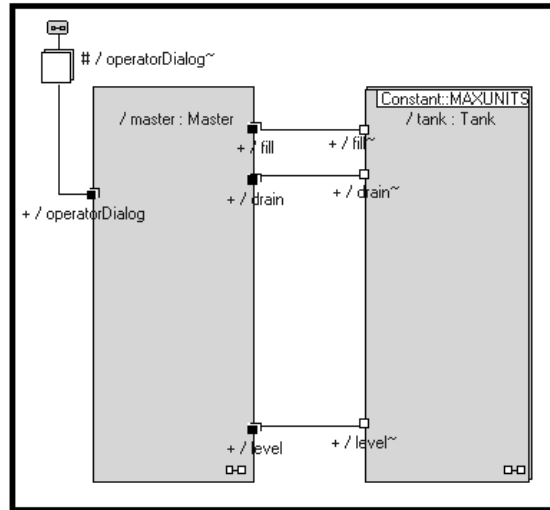 # / operatorDialog~
Constant::MAXUNITS
/ master : Master
/ tank : Tank
+ / fill
+ / fill~
+ / drain
+ / drain~
+ / operatorDialog
+ / level
+ / level~